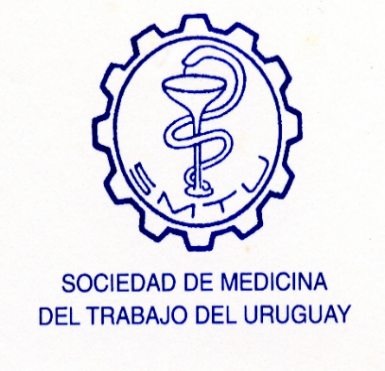 SMTU
SOCIEDAD DE MEDICINA
DEL TRABAJO DEL URUGUAY